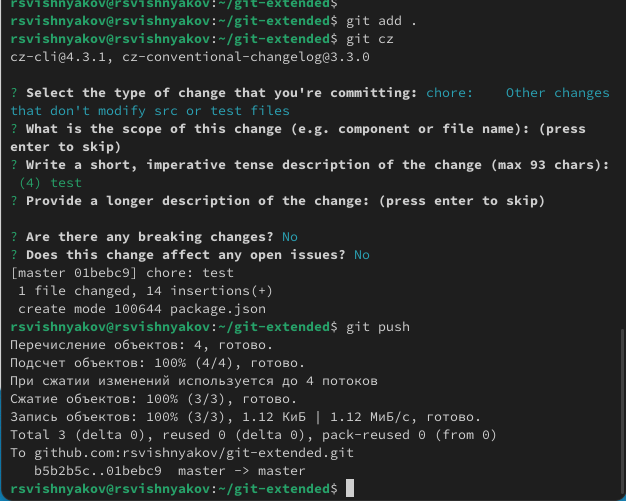 rsvishnyakov@rsvishnyakov:~/git-extended$
rsvishnyakov@rsvishnyakov:~/git-extended$ git add .
rsvishnyakov@rsvishnyakov:~/git-extended$ git cz
cz-cli@4.3.1, cz-conventional-changelog@3.3.0
? Select the type of change that you're committing: chore:    Other changes
that don't modify src or test files
? What is the scope of this change (e.g. component or file name): (press
enter to skip)
? Write a short, imperative tense description of the change (max 93 chars):
 (4) test
? Provide a longer description of the change: (press enter to skip)
? Are there any breaking changes? No
? Does this change affect any open issues? No
[master 01bebc9] chore: test
 1 file changed, 14 insertions(+)
 create mode 100644 package.json
rsvishnyakov@rsvishnyakov:~/git-extended$ git push
Перечисление объектов: 4, готово.
Подсчет объектов: 100% (4/4), готово.
При сжатии изменений используется до 4 потоков
Сжатие объектов: 100% (3/3), готово.
Запись объектов: 100% (3/3), 1.12 КиБ | 1.12 МиБ/с, готово.
Total 3 (delta 0), reused 0 (delta 0), pack-reused 0 (from 0)
To github.com:rsvishnyakov/git-extended.git
   b5b2b5c..01bebc9  master -> master
rsvishnyakov@rsvishnyakov:~/git-extended$